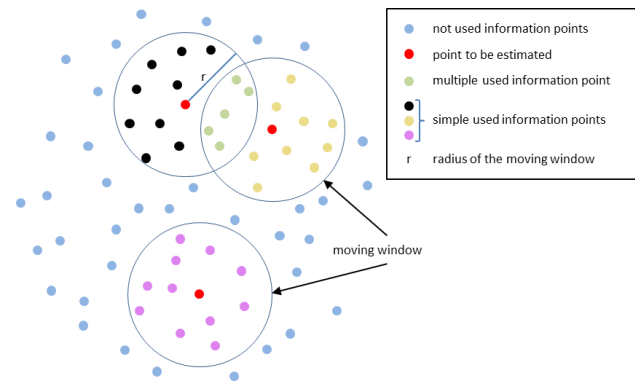 not used information points
point to be estimated
r
multiple used information point
simple used information points
r radius of the moving window
moving window